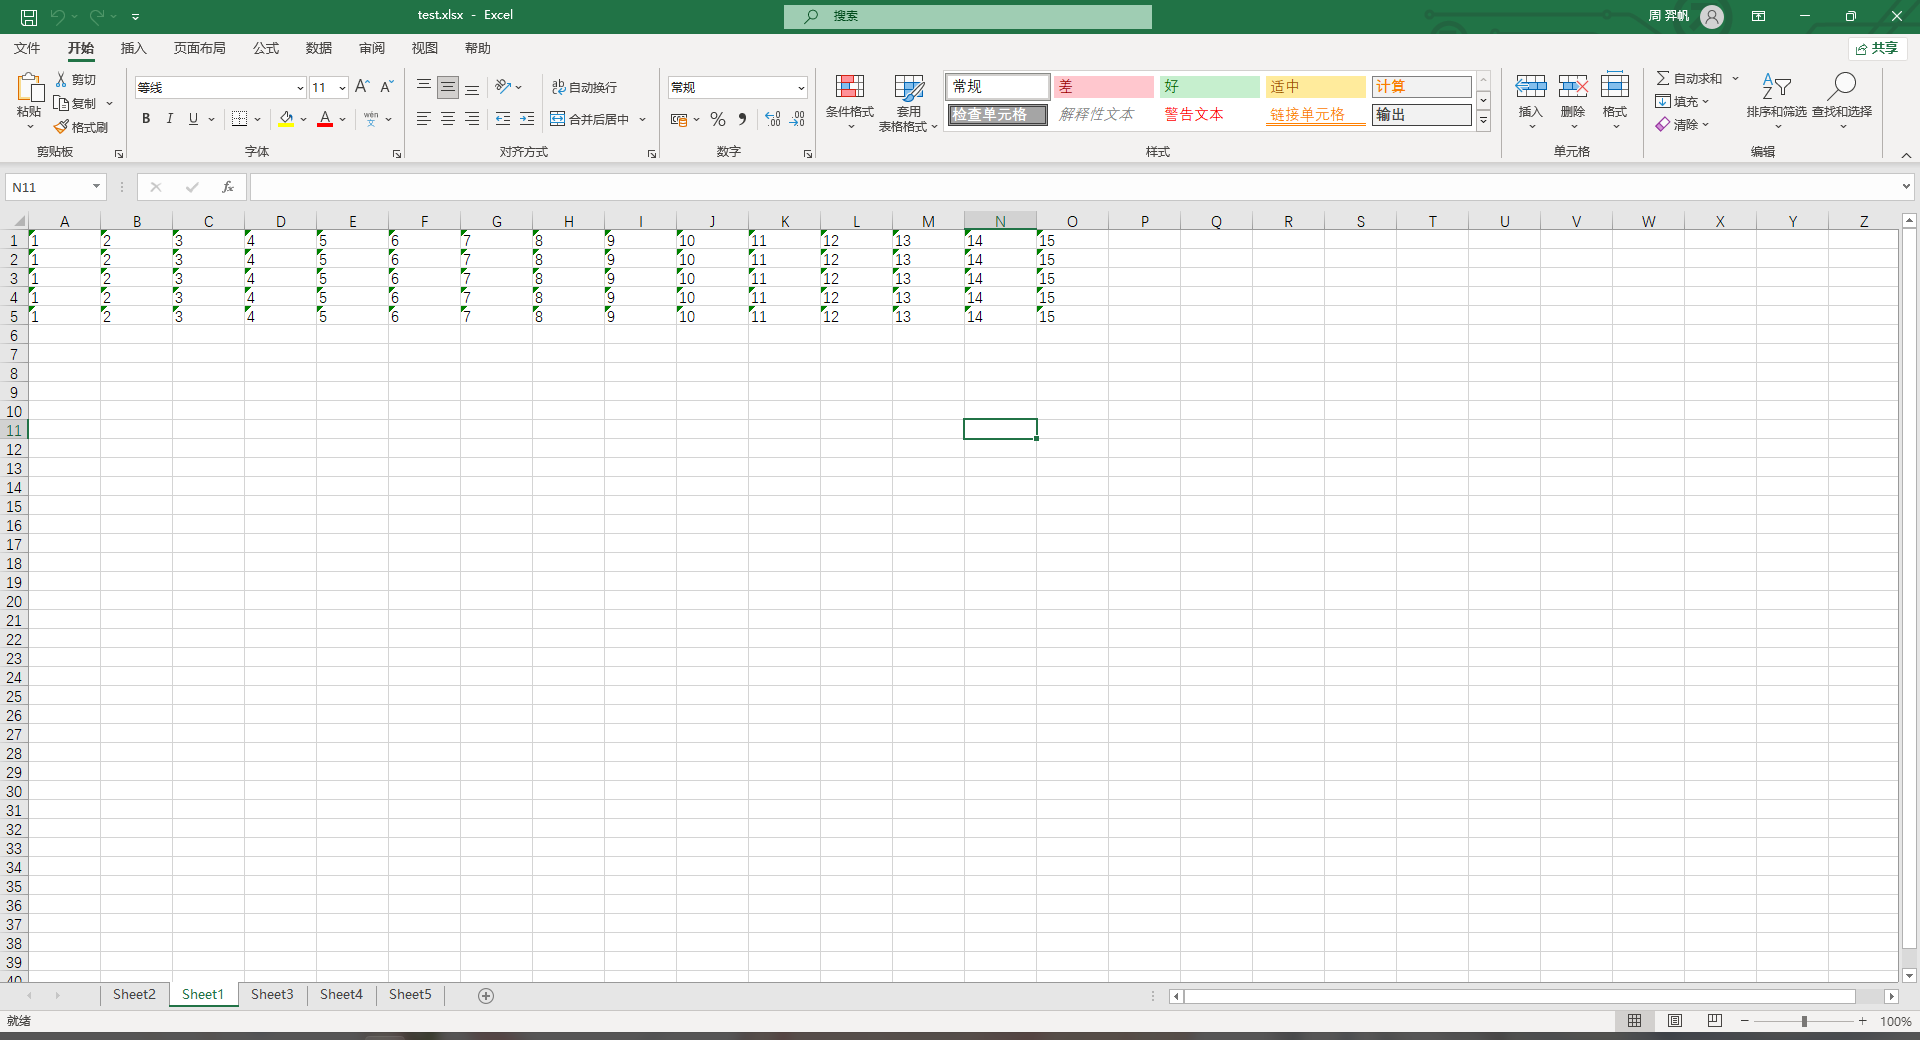 test.xlsx - Excel
搜索
周 羿帆
文件 开始 插入 页面布局 公式 数据 审阅 视图 帮助
共享
粘贴 剪切 复制 格式刷
剪贴板
等线 11
B I U A wén 文
字体
ab 自动换行
合并后居中
对齐方式
常规
数字
条件格式 套用 表格格式
常规 差 好 适中 计算
检查单元格 解释性文本 警告文本 链接单元格 输出
样式
插入 删除 格式
单元格
自动求和 填充 清除
排序和筛选 查找和选择
编辑
N11 fx
A B C D E F G H I J K L M N O P Q R S T U V W X Y Z
1 1 2 3 4 5 6 7 8 9 10 11 12 13 14 15
2 1 2 3 4 5 6 7 8 9 10 11 12 13 14 15
3 1 2 3 4 5 6 7 8 9 10 11 12 13 14 15
4 1 2 3 4 5 6 7 8 9 10 11 12 13 14 15
5 1 2 3 4 5 6 7 8 9 10 11 12 13 14 15
6
7
8
9
10
11
12
13
14
15
16
17
18
19
20
21
22
23
24
25
26
27
28
29
30
31
32
33
34
35
36
37
38
39
40
Sheet2 Sheet1 Sheet3 Sheet4 Sheet5
就绪
100%